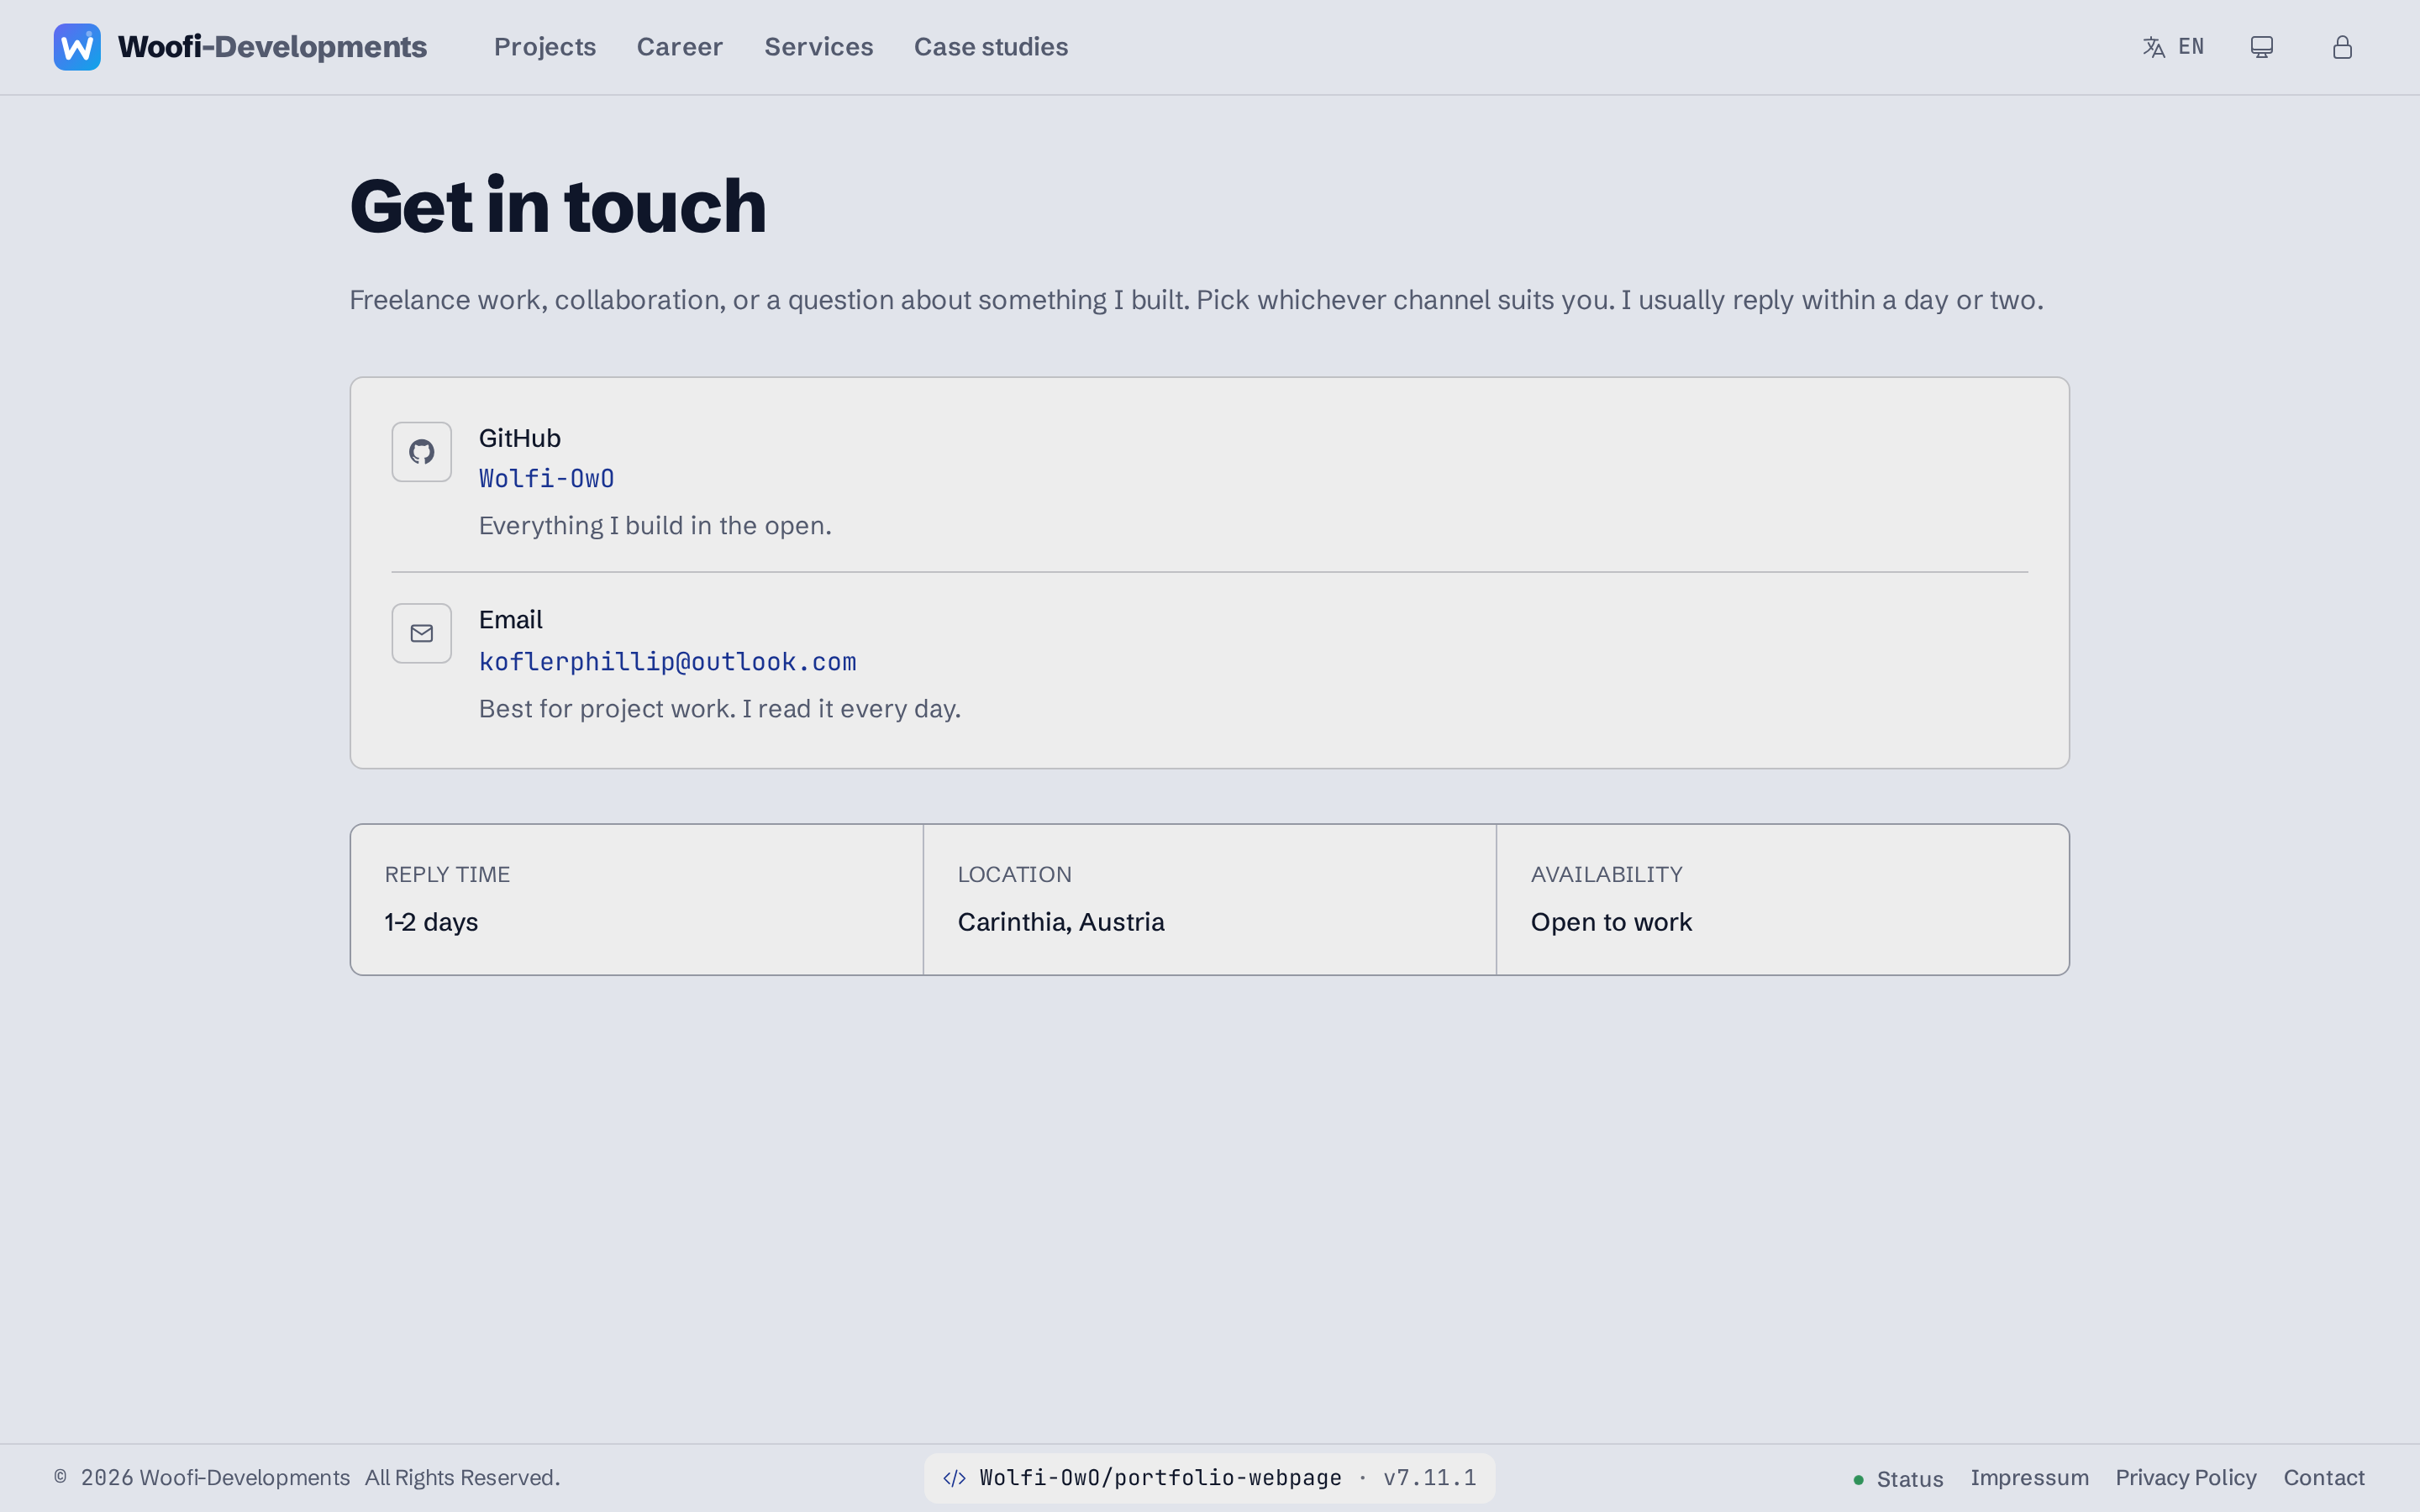 Woofi-Developments Projects Career Services Case studies EN
Get in touch
Freelance work, collaboration, or a question about something I built. Pick whichever channel suits you. I usually reply within a day or two.
GitHub
Wolfi-OwO
Everything I build in the open.
Email
koflerphillip@outlook.com
Best for project work. I read it every day.
REPLY TIME
1-2 days
LOCATION
Carinthia, Austria
AVAILABILITY
Open to work
© 2026 Woofi-Developments All Rights Reserved.
Wolfi-OwO/portfolio-webpage · v7.11.1
Status Impressum Privacy Policy Contact